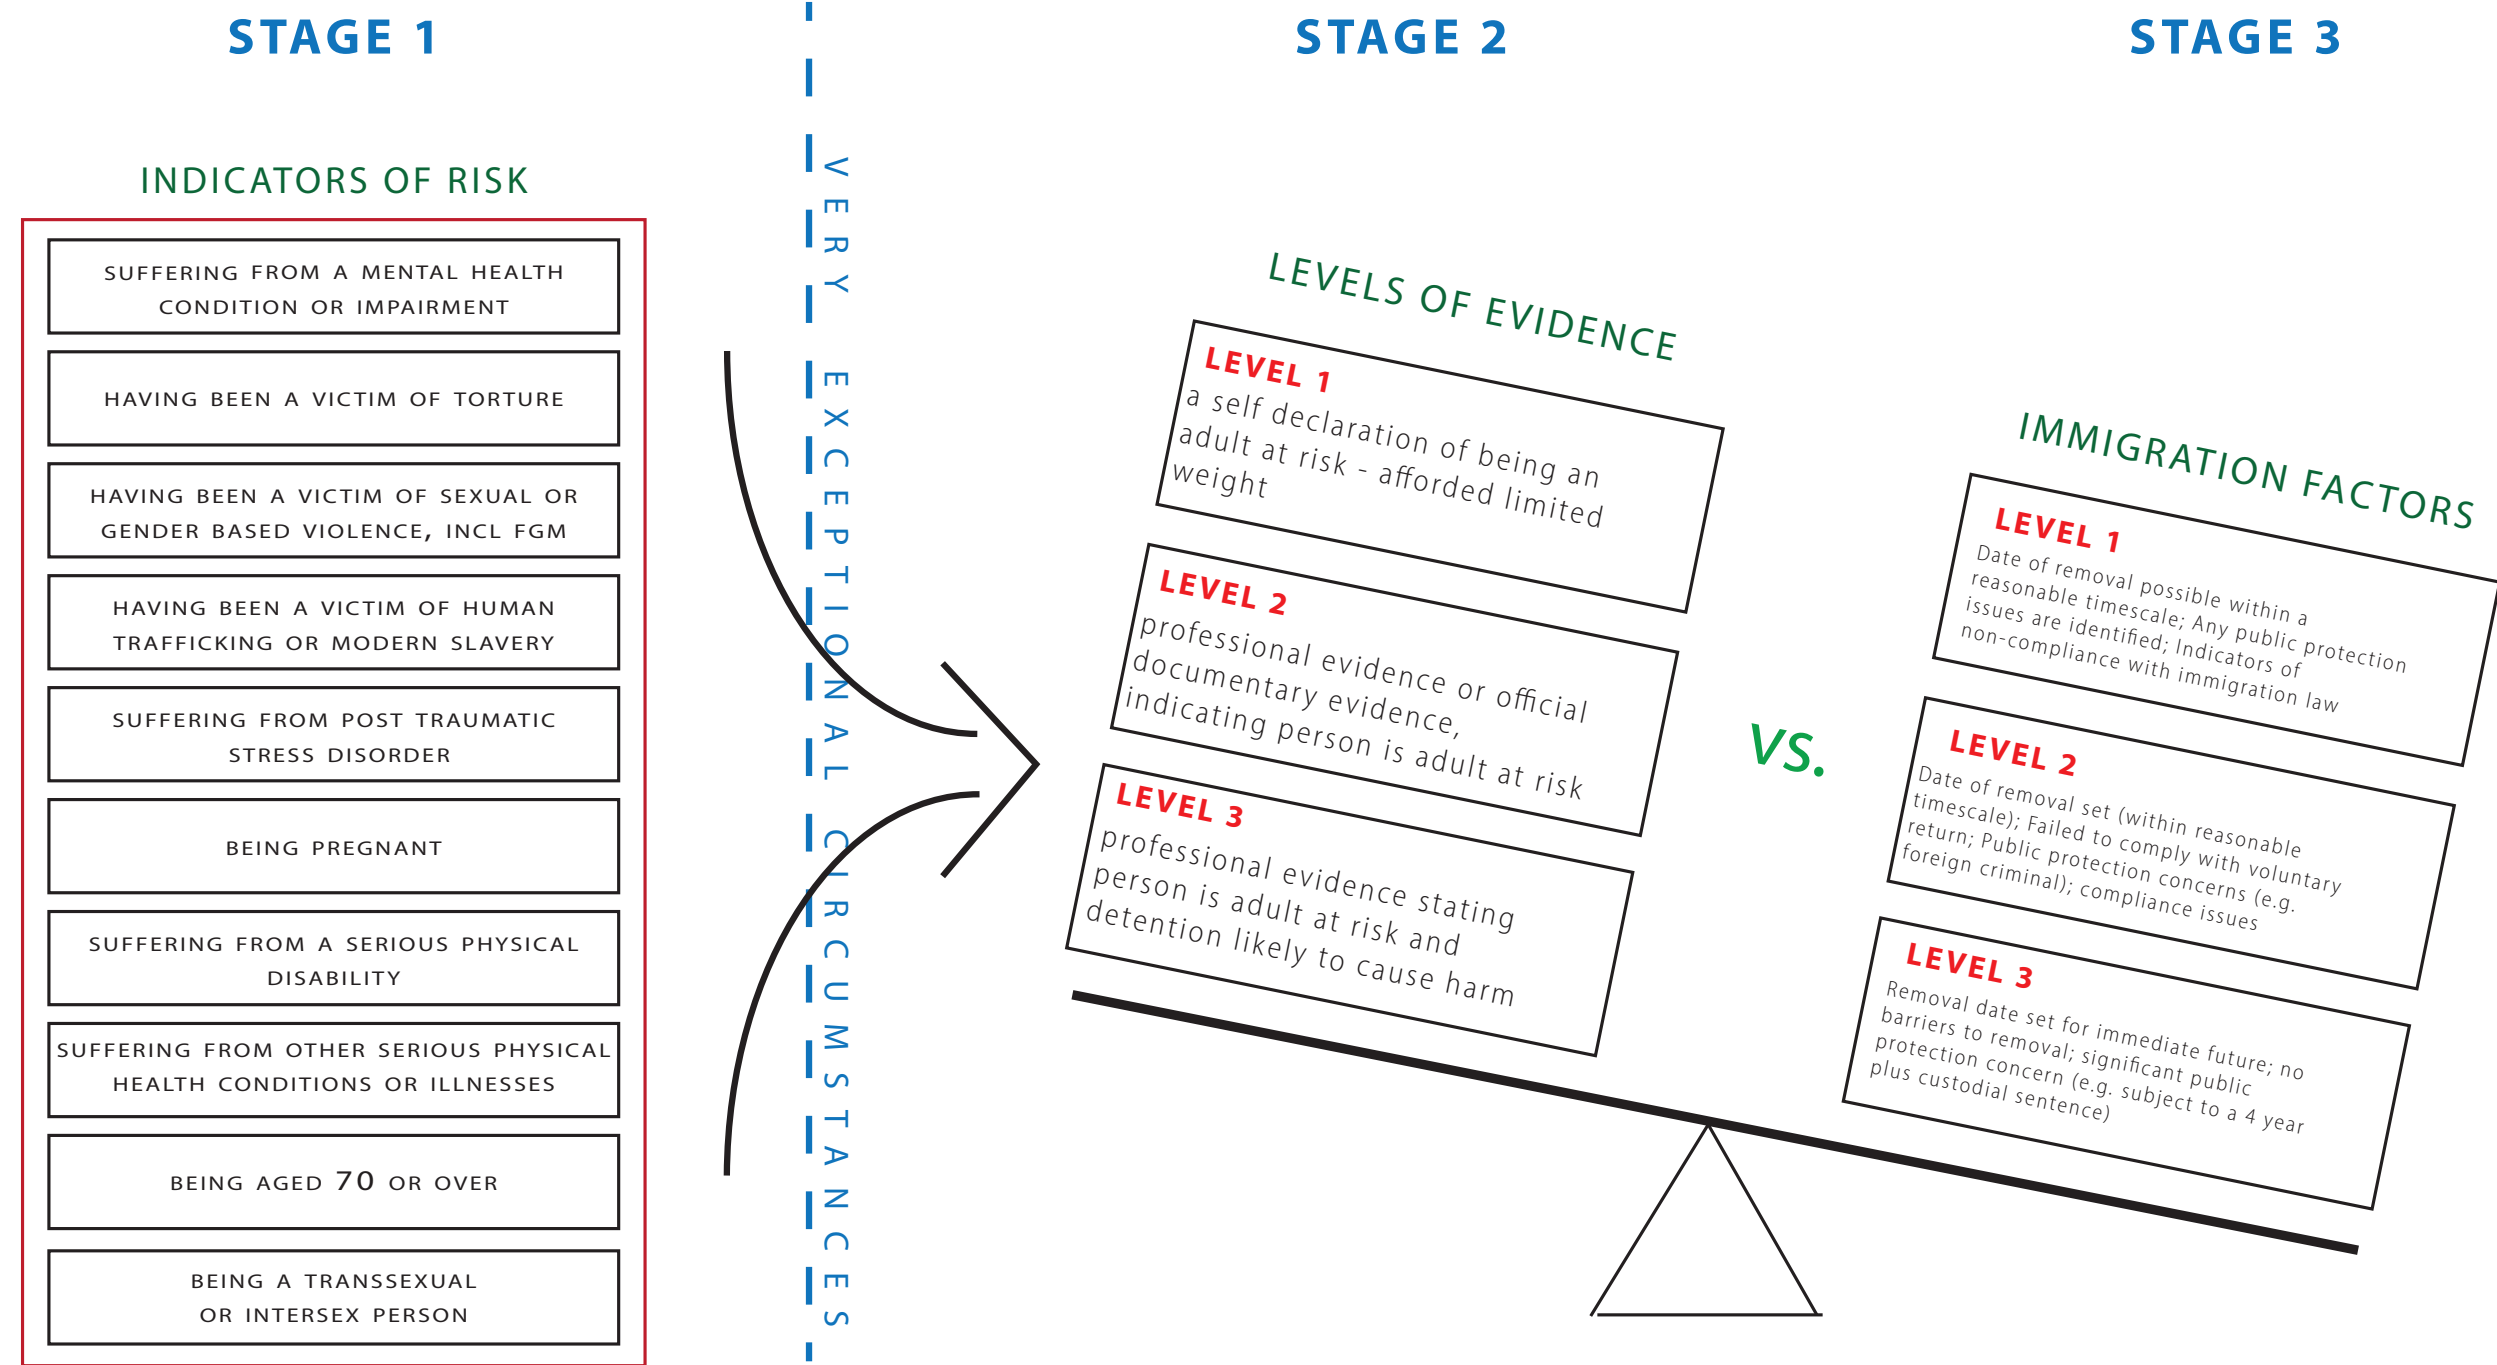 STAGE 1
INDICATORS OF RISK
SUFFERING FROM A MENTAL HEALTH
CONDITION OR IMPAIRMENT
HAVING BEEN A VICTIM OF TORTURE
HAVING BEEN A VICTIM OF SEXUAL OR
GENDER BASED VIOLENCE, INCL FGM
HAVING BEEN A VICTIM OF HUMAN
TRAFFICKING OR MODERN SLAVERY
SUFFERING FROM POST TRAUMATIC
STRESS DISORDER
BEING PREGNANT
SUFFERING FROM A SERIOUS PHYSICAL
DISABILITY
SUFFERING FROM OTHER SERIOUS PHYSICAL
HEALTH CONDITIONS OR ILLNESSES
BEING AGED 70 OR OVER
BEING A TRANSSEXUAL
OR INTERSEX PERSON
VERY EXCEPTIONAL CIRCUMSTANCES
STAGE 2
LEVELS OF EVIDENCE
LEVEL 1
a self declaration of being an
adult at risk - afforded limited
weight
LEVEL 2
professional evidence or official
documentary evidence,
indicating person is adult at risk
LEVEL 3
professional evidence stating
person is adult at risk and
detention likely to cause harm
VS.
STAGE 3
IMMIGRATION FACTORS
LEVEL 1
Date of removal possible within a
reasonable timescale; Any public protection
issues are identified; Indicators of
non-compliance with immigration law
LEVEL 2
Date of removal set (within reasonable
timescale); Failed to comply with voluntary
return; Public protection concerns (e.g.
foreign criminal); compliance issues
LEVEL 3
Removal date set for immediate future; no
barriers to removal; significant public
protection concern (e.g. subject to a 4 year
plus custodial sentence)